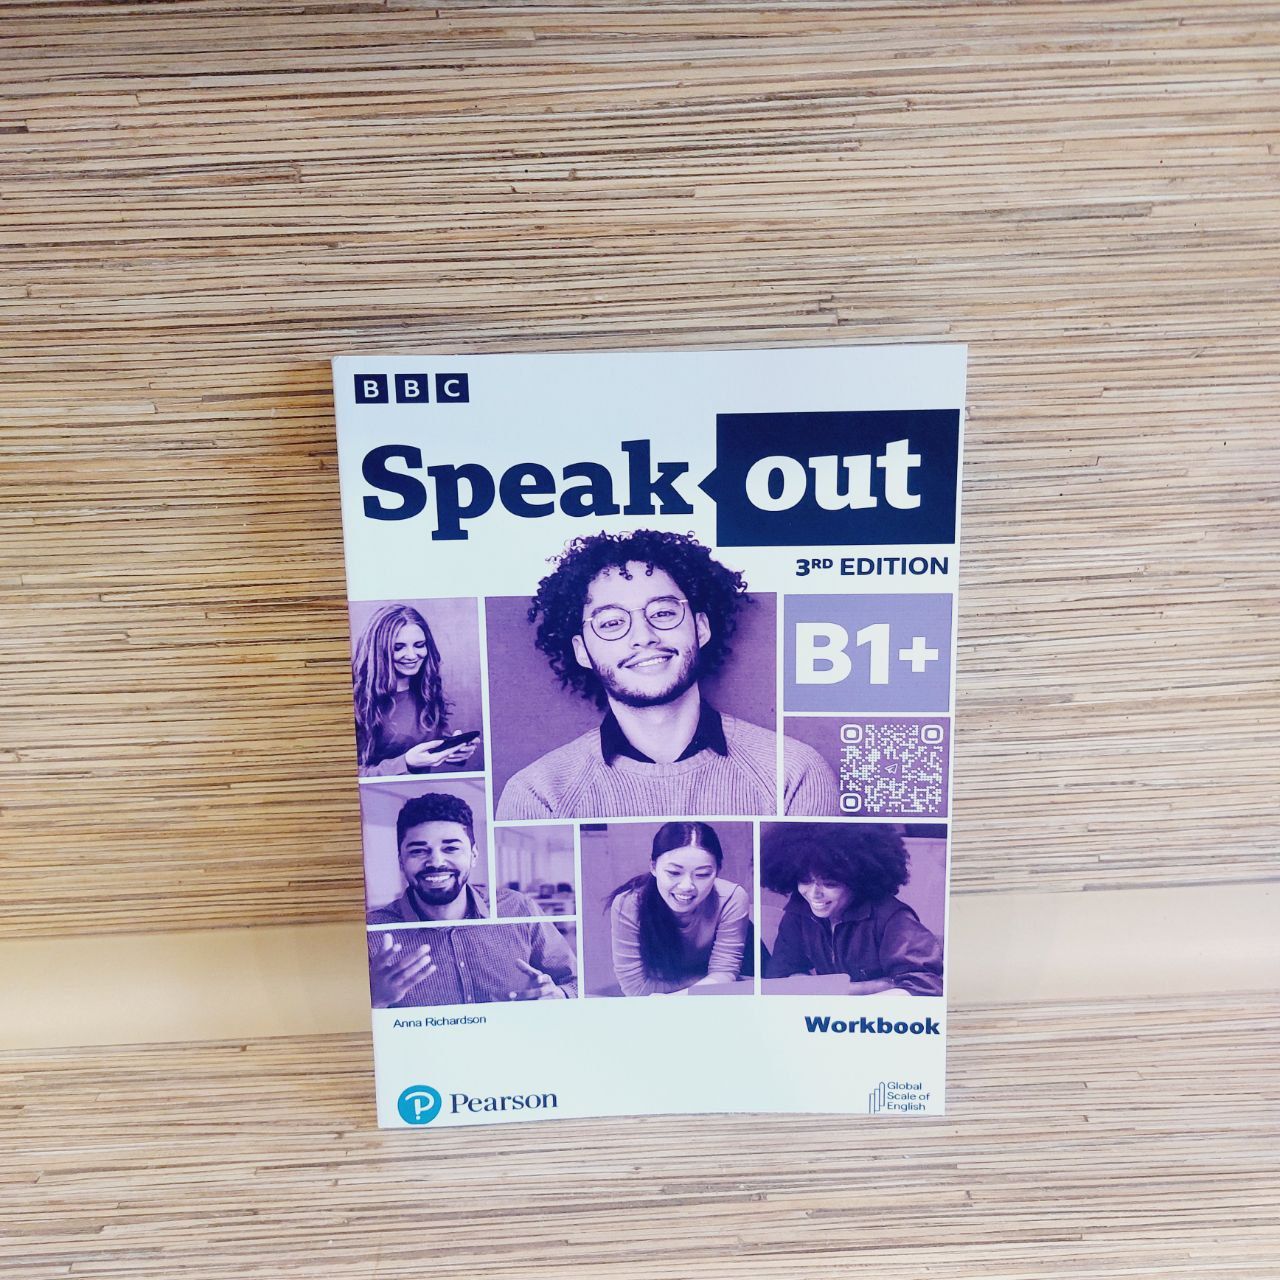 BBC
Speak out
3RD EDITION
B1+
Anna Richardson
Workbook
Pearson
Global
Scale of
English